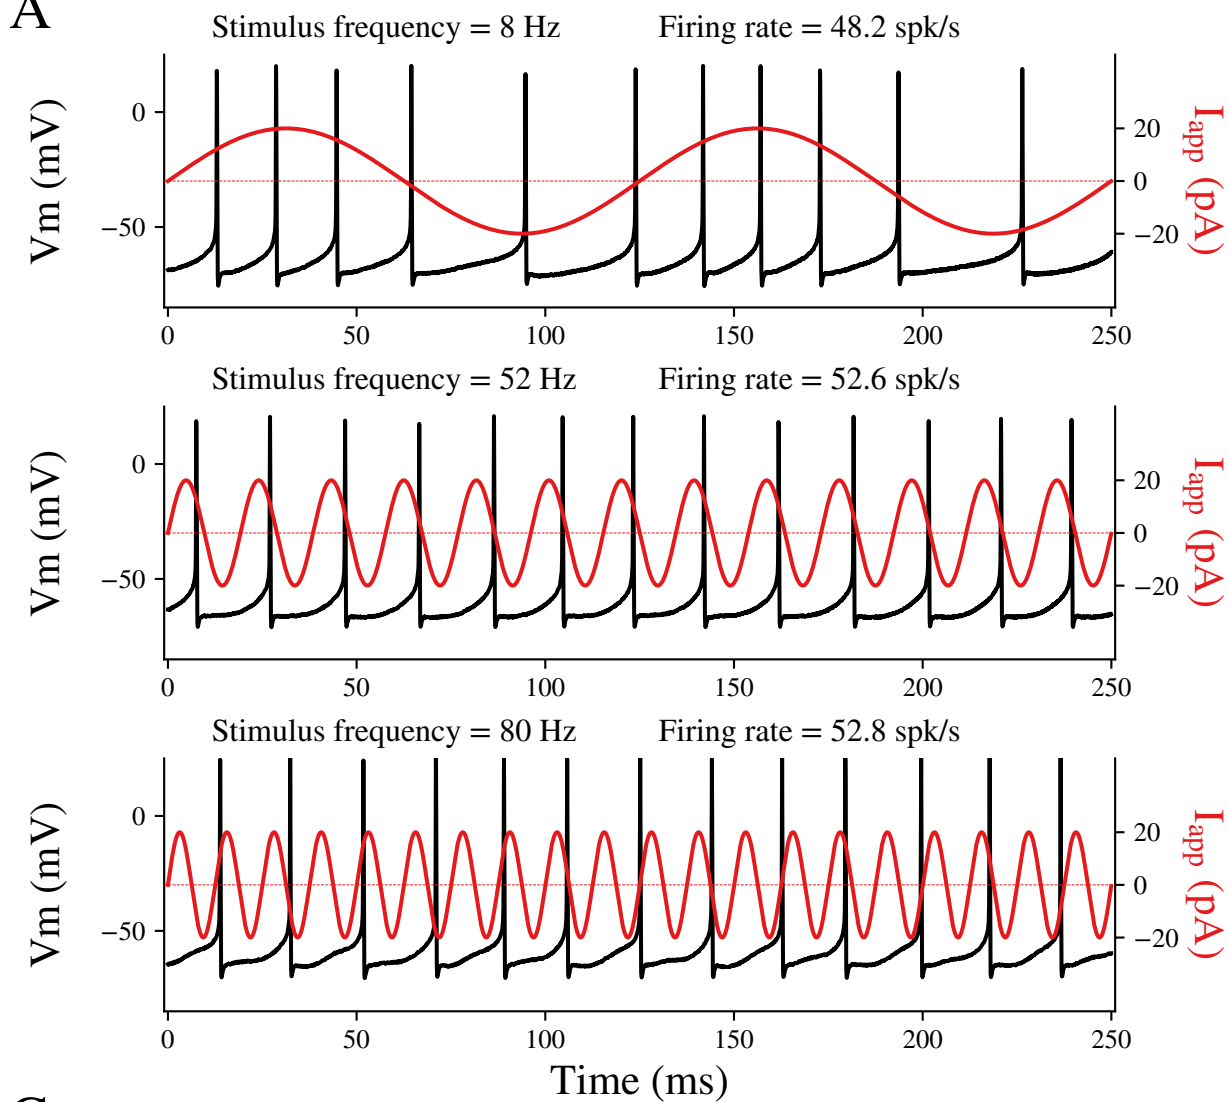 A
Stimulus frequency = 8 Hz Firing rate = 48.2 spk/s
Vm (mV)
0
−50
20
0
−20
I_app (pA)
0 50 100 150 200 250
Stimulus frequency = 52 Hz Firing rate = 52.6 spk/s
Vm (mV)
0
−50
20
0
−20
I_app (pA)
0 50 100 150 200 250
Stimulus frequency = 80 Hz Firing rate = 52.8 spk/s
Vm (mV)
0
−50
20
0
−20
I_app (pA)
0 50 100 150 200 250
Time (ms)